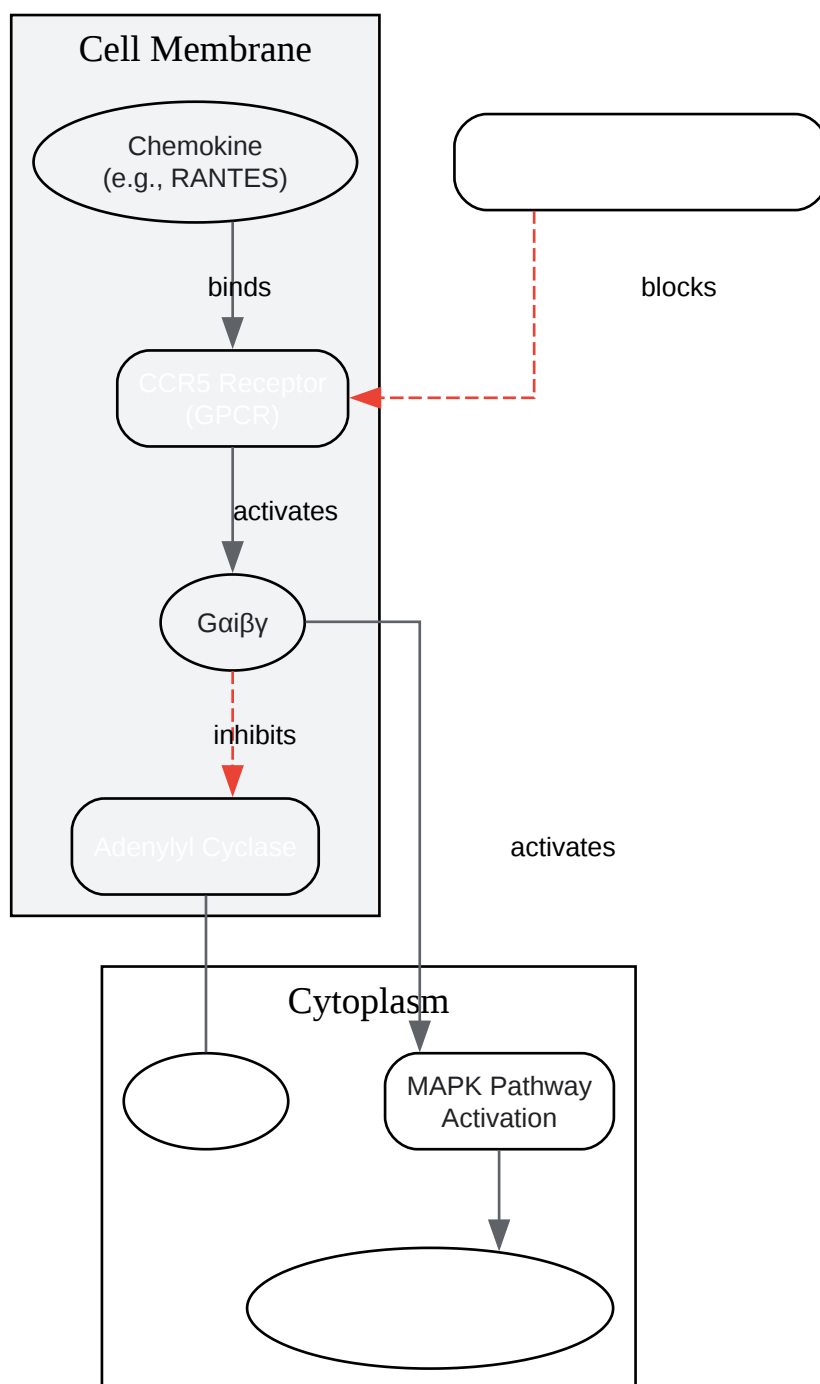 Cell Membrane
Chemokine
(e.g., RANTES)
binds
blocks
CCR5 Receptor
(GPCR)
activates
Gαiβγ
inhibits
Adenylyl Cyclase
activates
Cytoplasm
MAPK Pathway
Activation